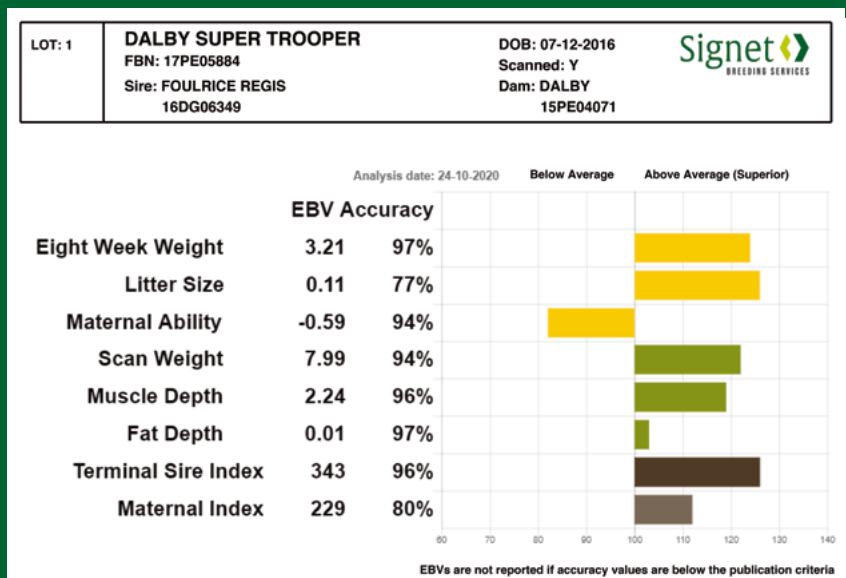 LOT: 1
DALBY SUPER TROOPER
FBN: 17PE05884
Sire: FOULRICE REGIS
16DG06349
DOB: 07-12-2016
Scanned: Y
Dam: DALBY
15PE04071
Signet
BREEDING SERVICES
Analysis date: 24-10-2020 Below Average Above Average (Superior)
EBV Accuracy
Eight Week Weight 3.21 97%
Litter Size 0.11 77%
Maternal Ability -0.59 94%
Scan Weight 7.99 94%
Muscle Depth 2.24 96%
Fat Depth 0.01 97%
Terminal Sire Index 343 96%
Maternal Index 229 80%
60 70 80 90 100 110 120 130 140
EBVs are not reported if accuracy values are below the publication criteria